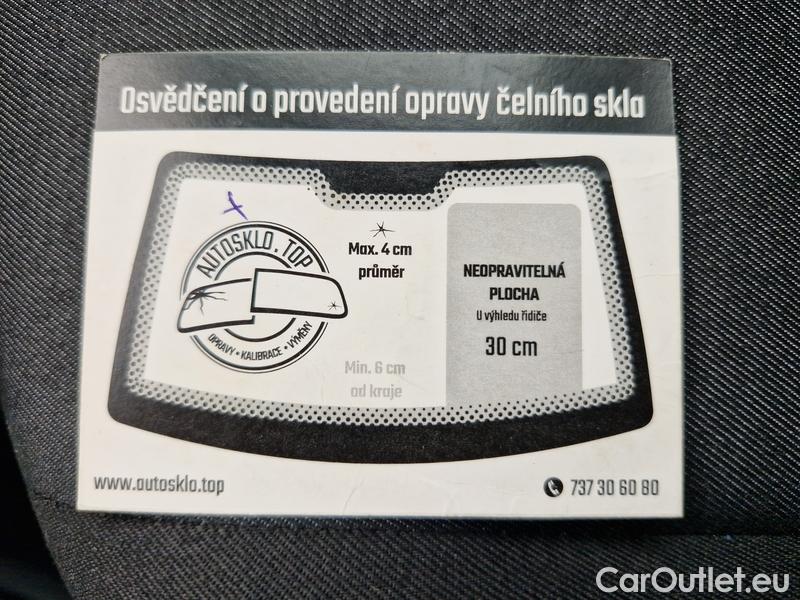 Osvědčení o provedení opravy čelního skla
AUTOSKLO.TOP
OPRAVY • KALIBRACE • VÝMĚNY
Max. 4 cm
průměr
Min. 6 cm
od kraje
NEOPRAVITELNÁ
PLOCHA
U výhledu řidiče
30 cm
www.autosklo.top
737 30 60 80
CarOutlet.eu